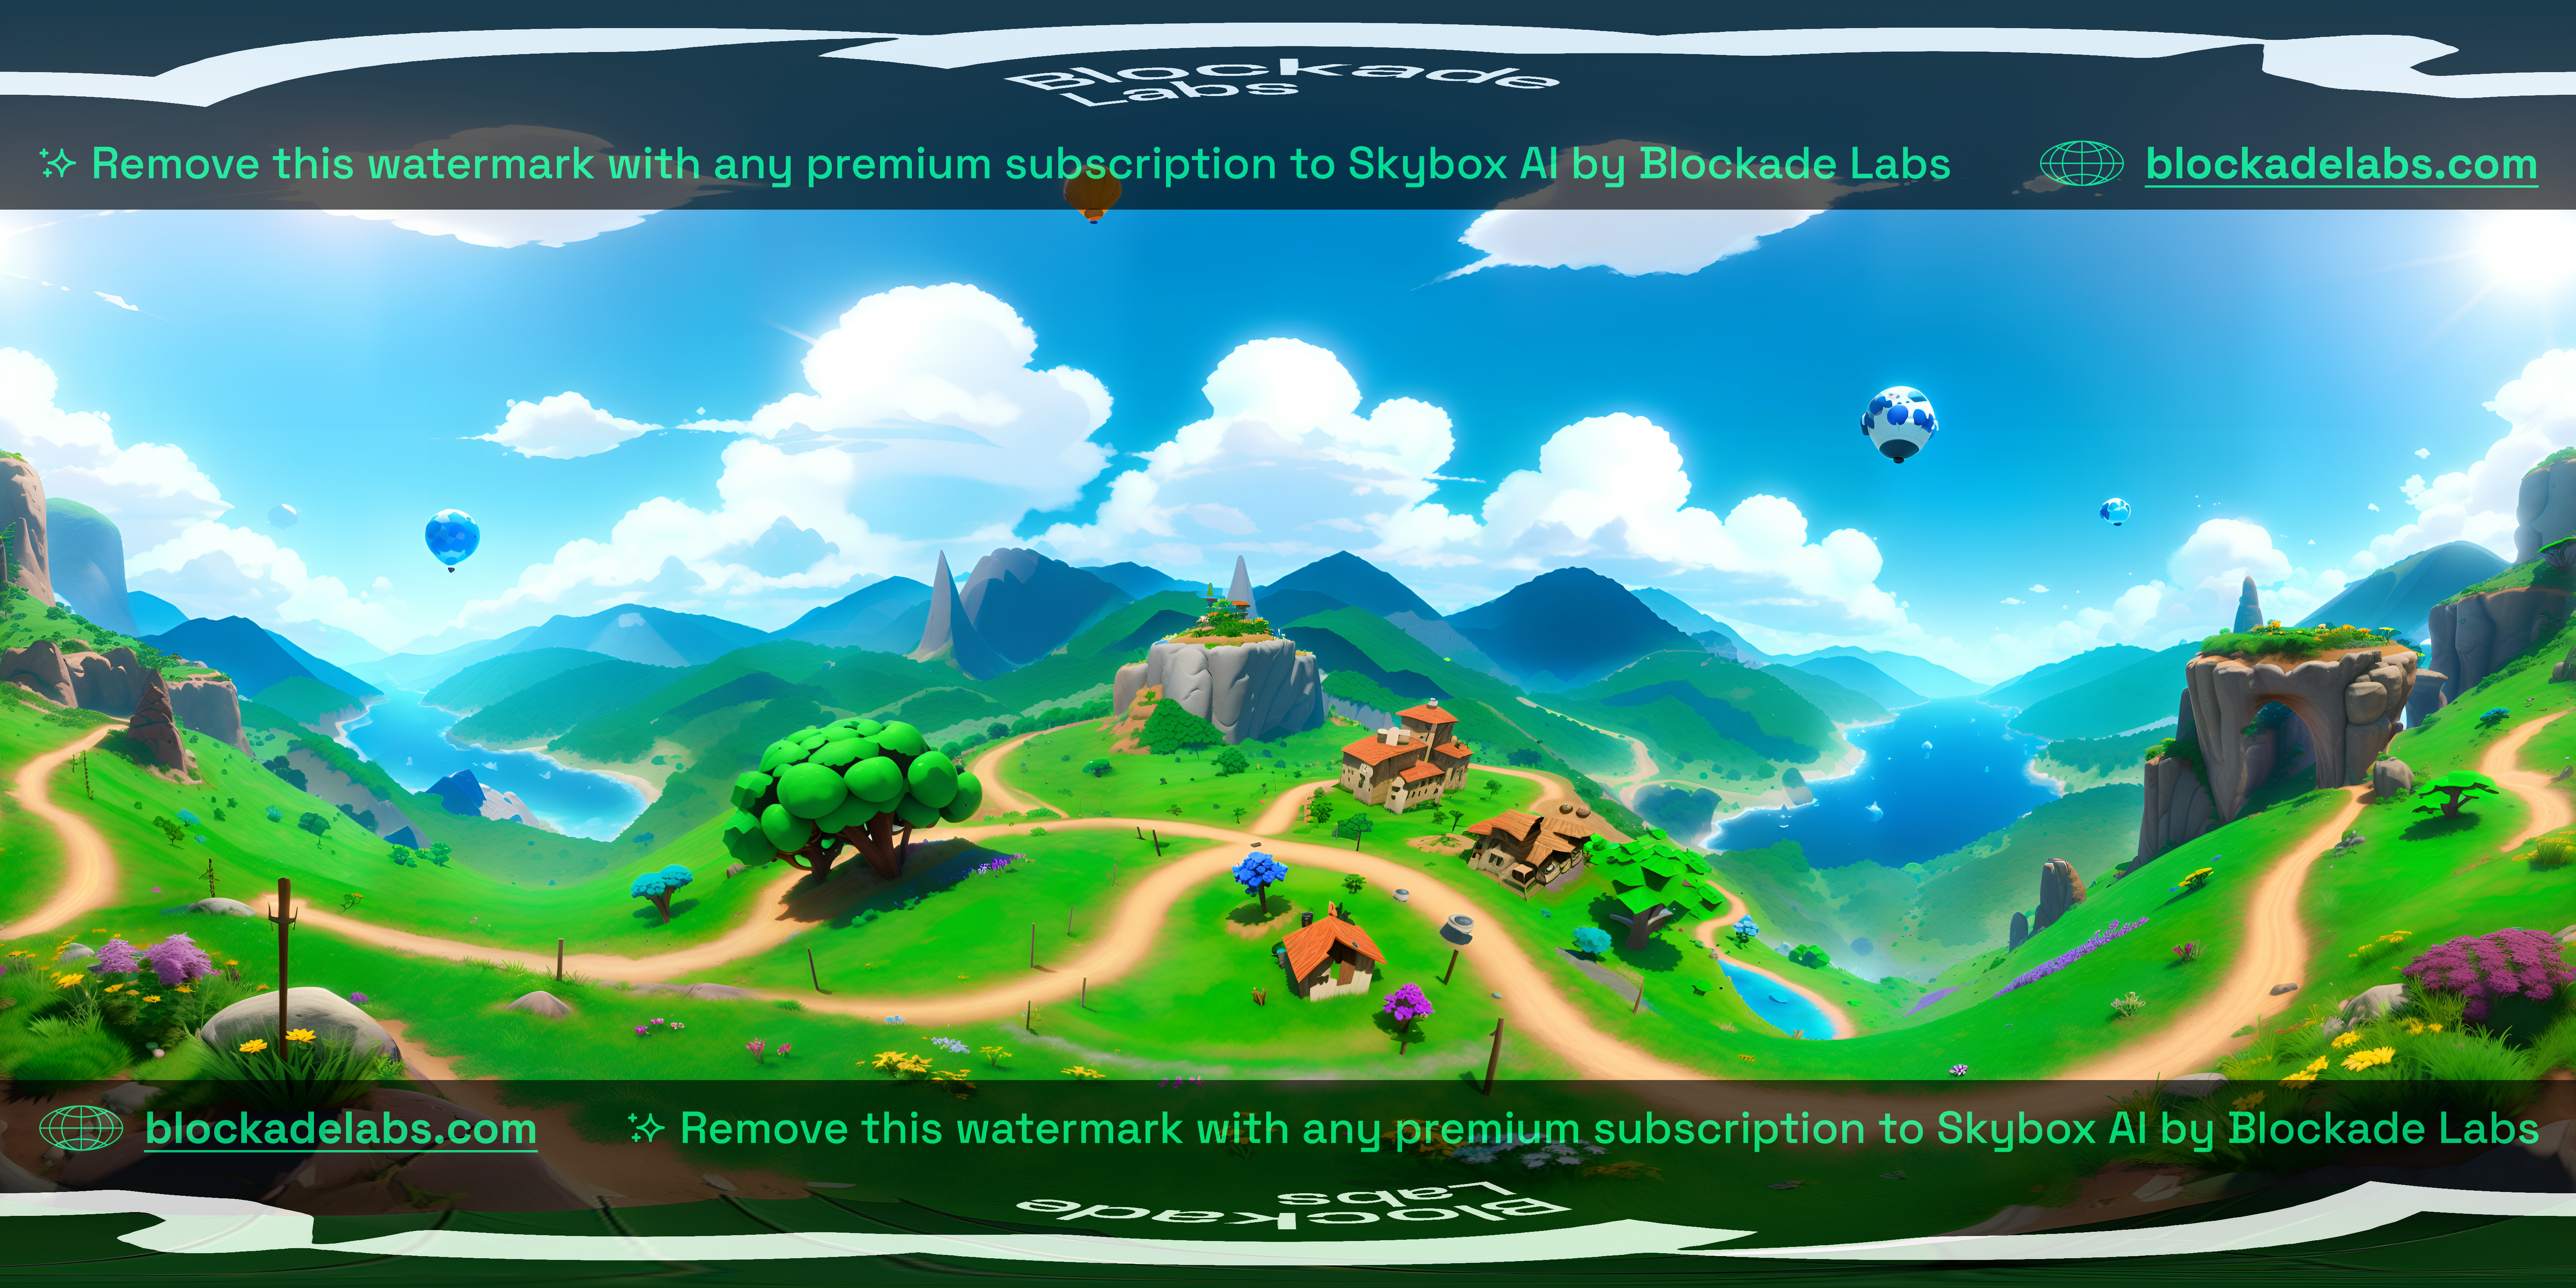 Blockade
Labs
Remove this watermark with any premium subscription to Skybox AI by Blockade Labs
blockadelabs.com
blockadelabs.com
Remove this watermark with any premium subscription to Skybox AI by Blockade Labs
Labs
Blockade